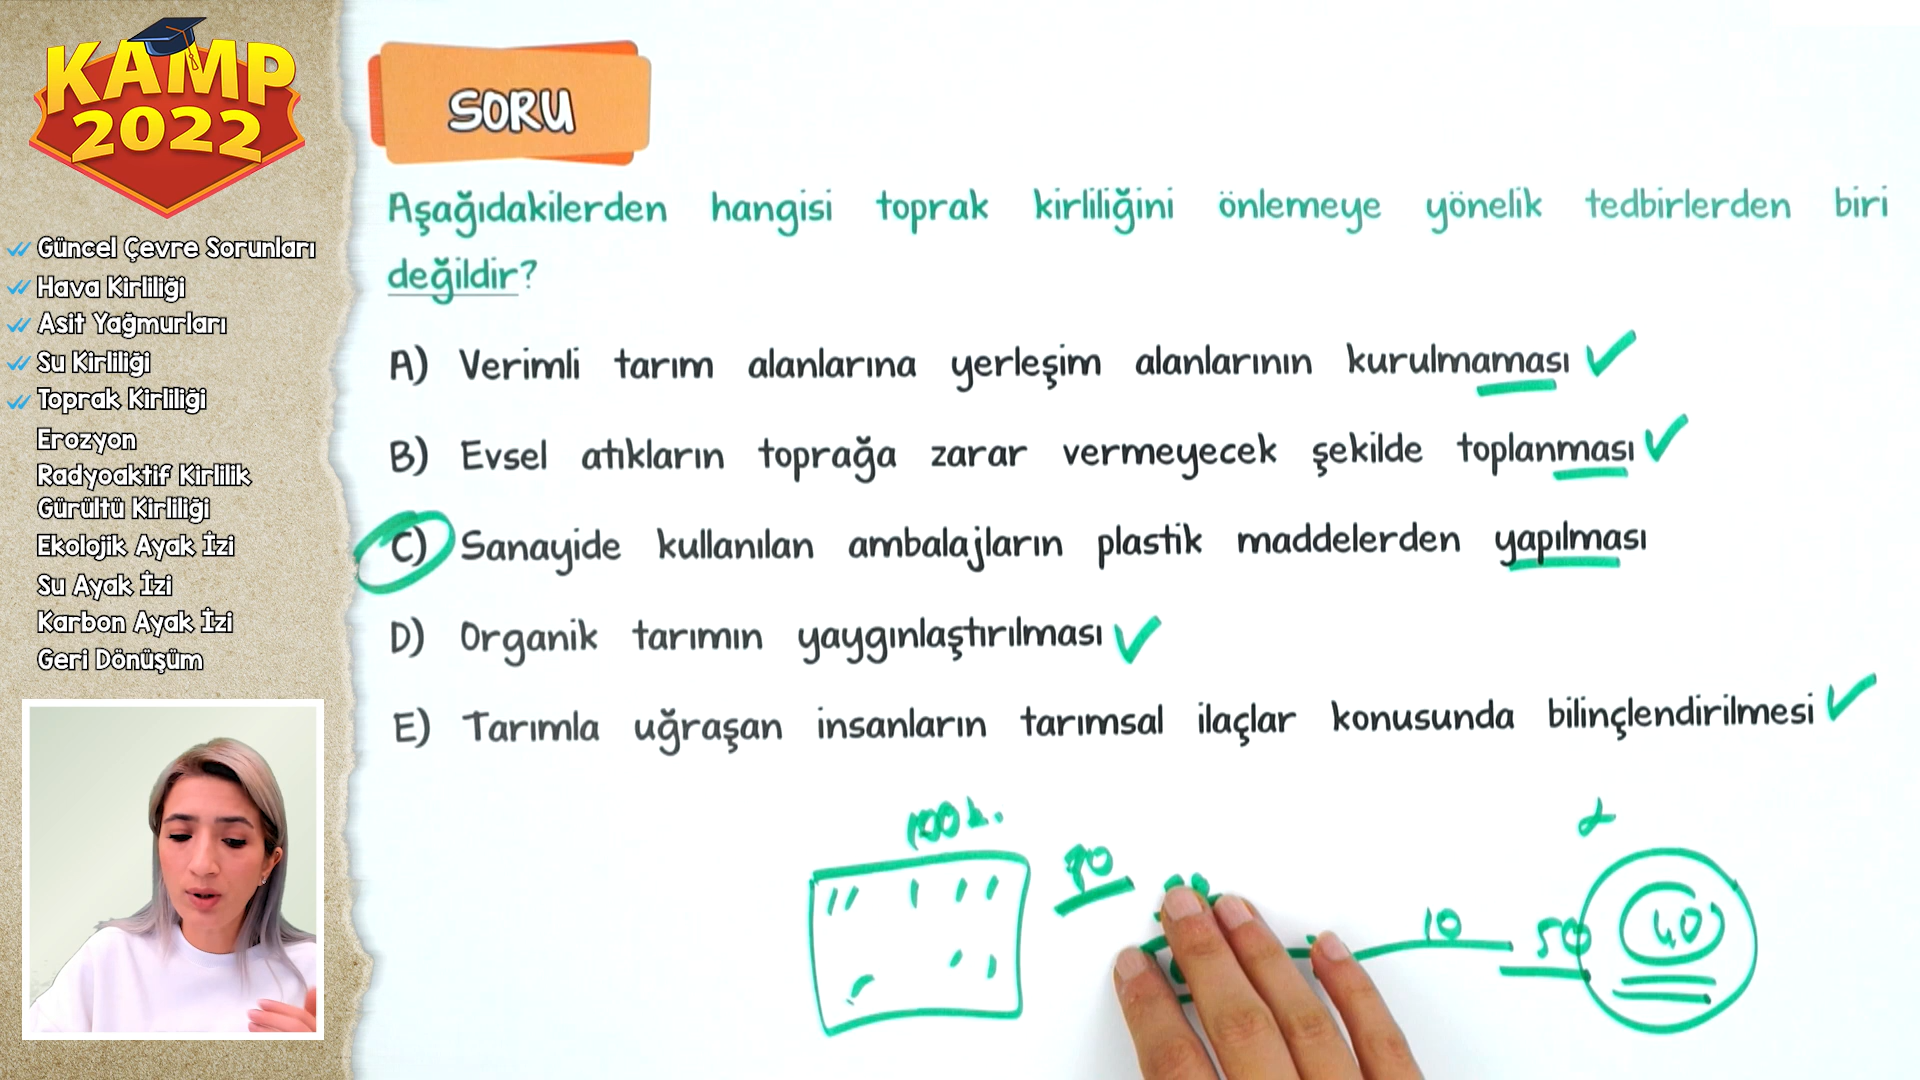 KAMP
2022
Güncel Çevre Sorunları
Hava Kirliliği
Asit Yağmurları
Su Kirliliği
Toprak Kirliliği
Erozyon
Radyoaktif Kirlilik
Gürültü Kirliliği
Ekolojik Ayak İzi
Su Ayak İzi
Karbon Ayak İzi
Geri Dönüşüm
SORU
Aşağıdakilerden hangisi toprak kirliliğini önlemeye yönelik tedbirlerden biri
değildir?
A) Verimli tarım alanlarına yerleşim alanlarının kurulmaması
B) Evsel atıkların toprağa zarar vermeyecek şekilde toplanması
C) Sanayide kullanılan ambalajların plastik maddelerden yapılması
D) Organik tarımın yaygınlaştırılması
E) Tarımla uğraşan insanların tarımsal ilaçlar konusunda bilinçlendirilmesi
100
90
10
50
40